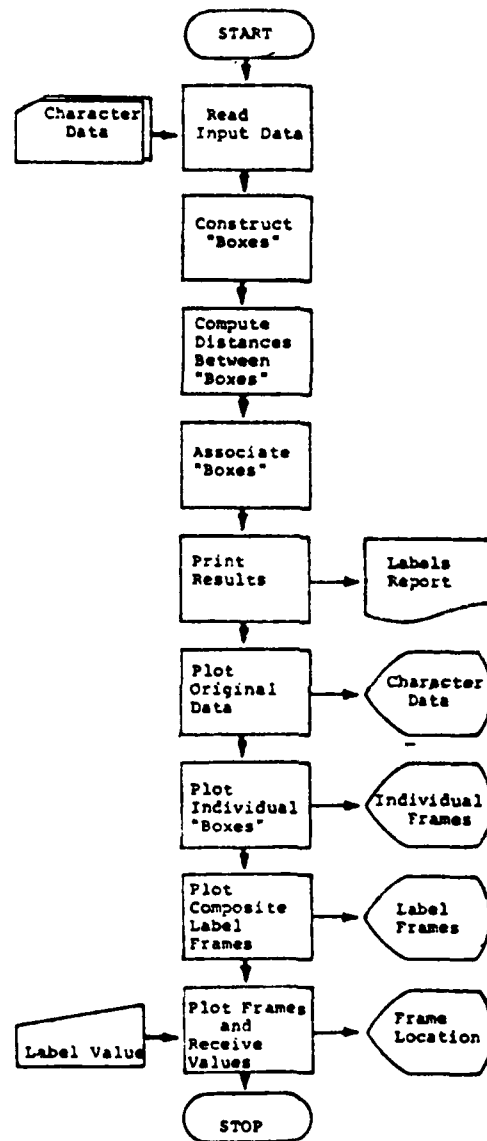 START
Character
Data
Read
Input Data
Construct
"Boxes"
Compute
Distances
Between
"Boxes"
Associate
"Boxes"
Print
Results
Labels
Report
Plot
Original
Data
Character
Data
Plot
Individual
"Boxes"
Individual
Frames
Plot
Composite
Label
Frames
Label
Frames
Label Value
Plot Frames
and
Receive
Values
Frame
Location
STOP